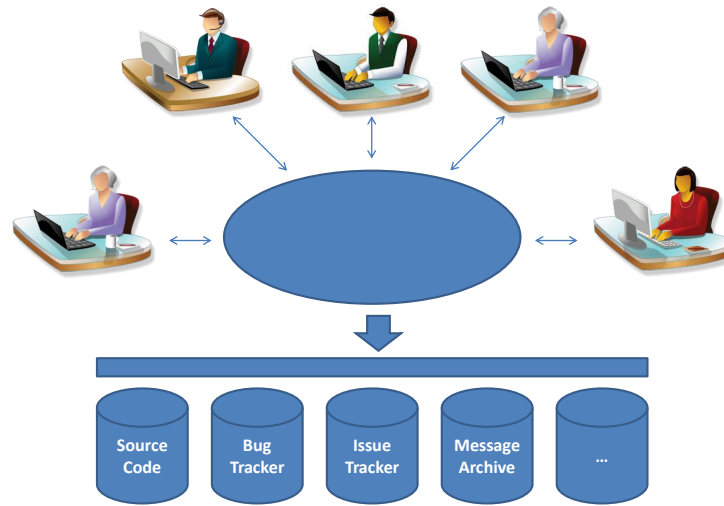 Source
Code
Bug
Tracker
Issue
Tracker
Message
Archive
...